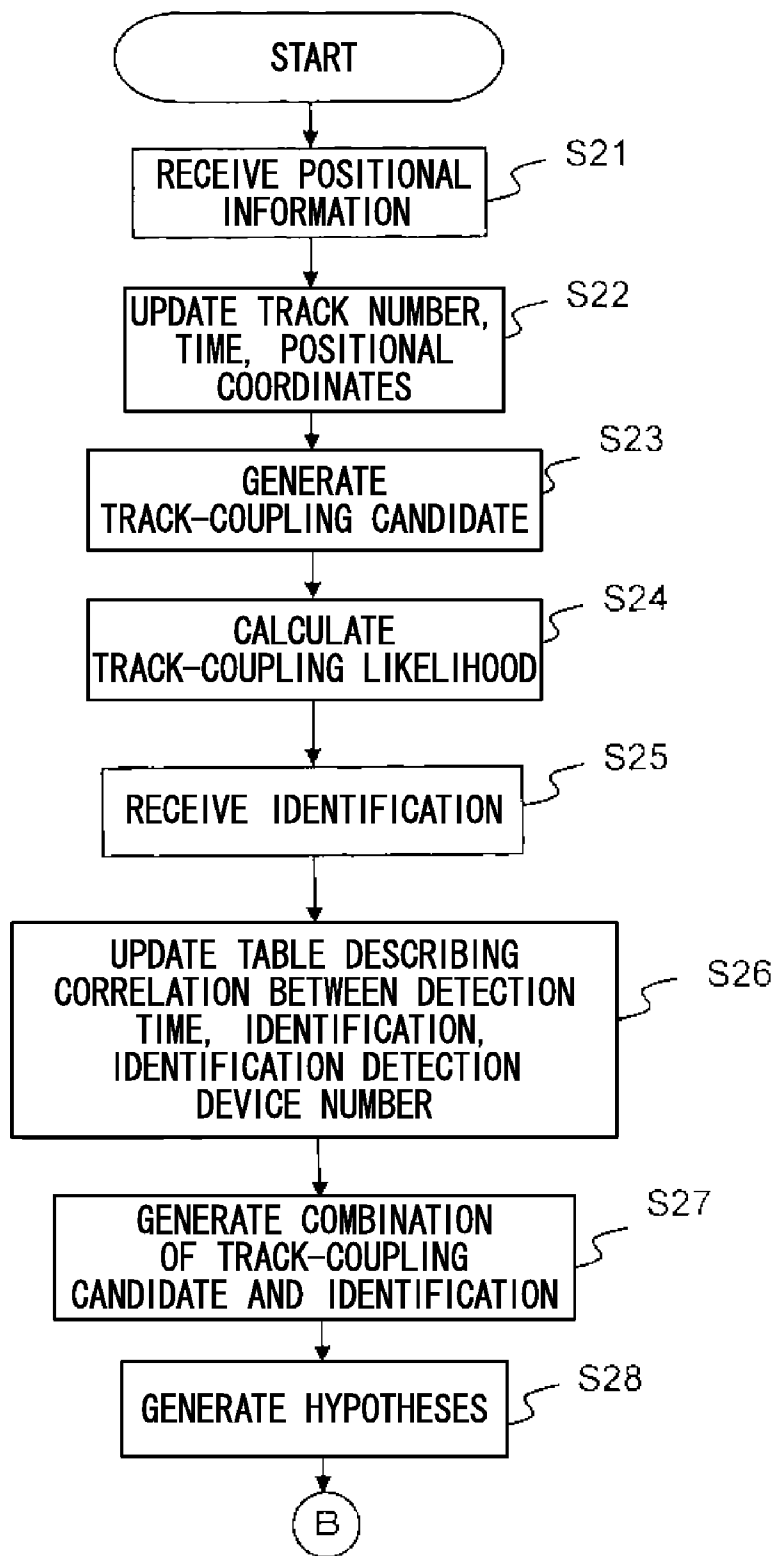 START
RECEIVE POSITIONAL
INFORMATION
S21
UPDATE TRACK NUMBER,
TIME, POSITIONAL
COORDINATES
S22
GENERATE
TRACK-COUPLING CANDIDATE
S23
CALCULATE
TRACK-COUPLING LIKELIHOOD
S24
RECEIVE IDENTIFICATION
S25
UPDATE TABLE DESCRIBING
CORRELATION BETWEEN DETECTION
TIME, IDENTIFICATION,
IDENTIFICATION DETECTION
DEVICE NUMBER
S26
GENERATE COMBINATION
OF TRACK-COUPLING
CANDIDATE AND IDENTIFICATION
S27
GENERATE HYPOTHESES
S28
B